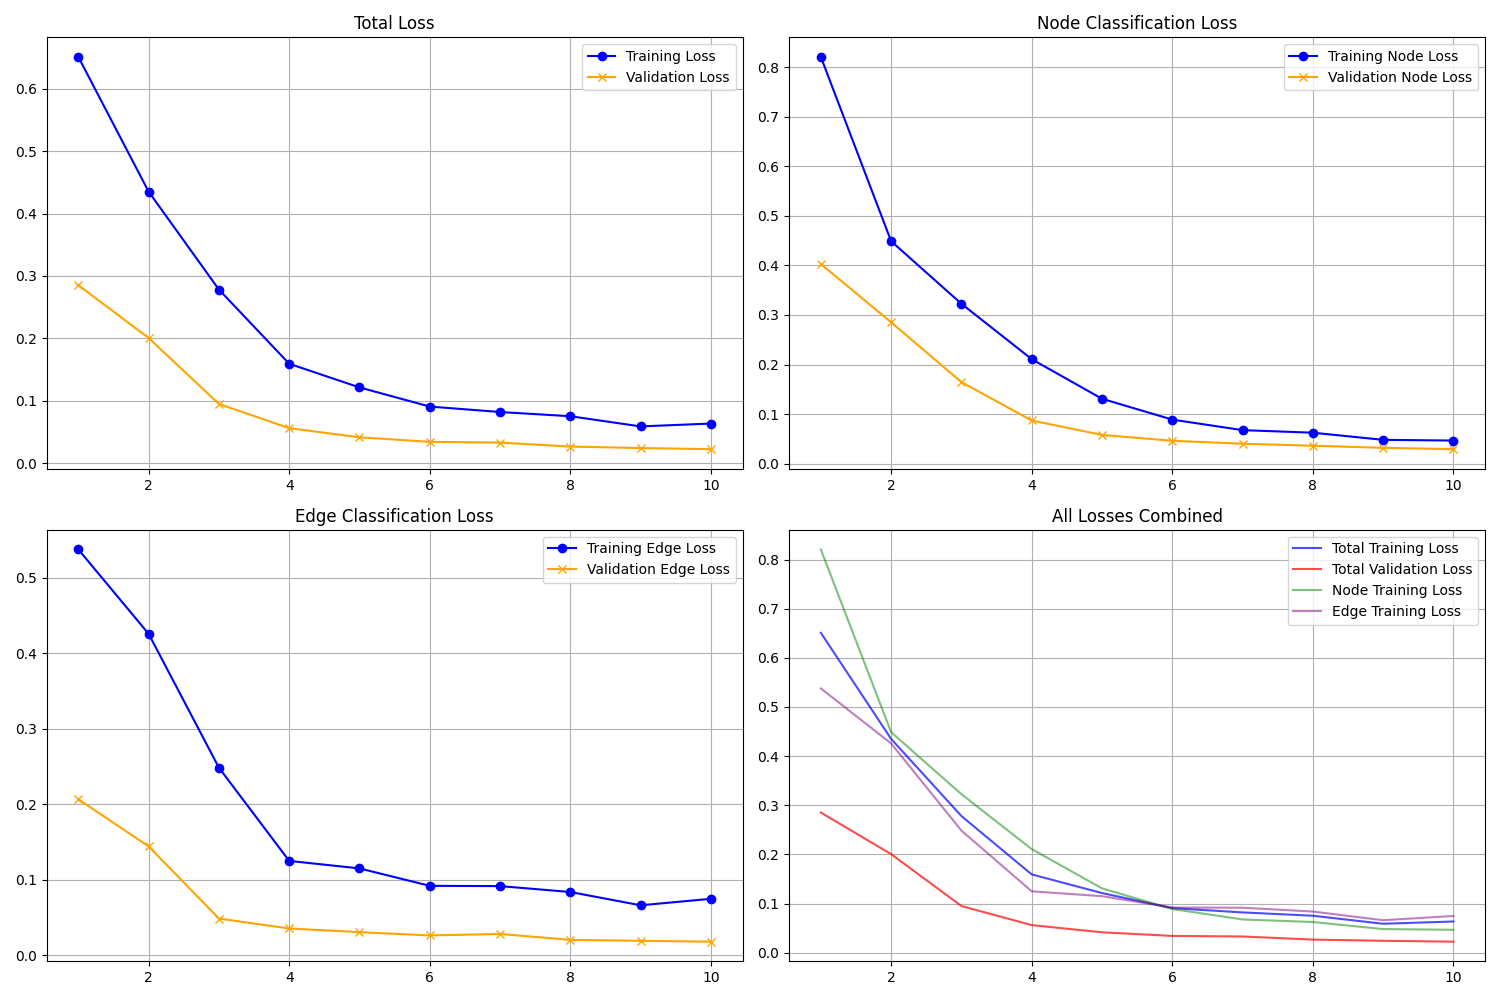 Total Loss
Training Loss
Validation Loss
0.6
0.5
0.4
0.3
0.2
0.1
0.0
2 4 6 8 10
Node Classification Loss
Training Node Loss
Validation Node Loss
0.8
0.7
0.6
0.5
0.4
0.3
0.2
0.1
0.0
2 4 6 8 10
Edge Classification Loss
Training Edge Loss
Validation Edge Loss
0.5
0.4
0.3
0.2
0.1
0.0
2 4 6 8 10
All Losses Combined
Total Training Loss
Total Validation Loss
Node Training Loss
Edge Training Loss
0.8
0.7
0.6
0.5
0.4
0.3
0.2
0.1
0.0
2 4 6 8 10